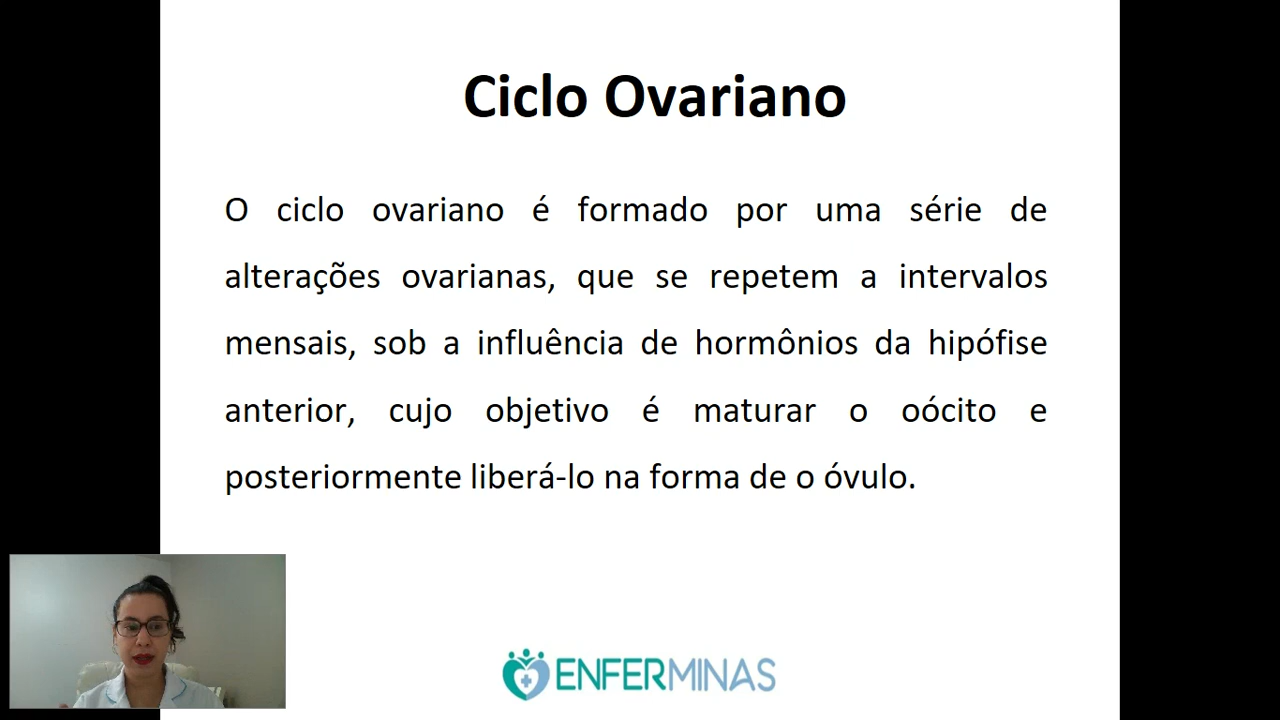 Ciclo Ovariano
O ciclo ovariano é formado por uma série de
alterações ovarianas, que se repetem a intervalos
mensais, sob a influência de hormônios da hipófise
anterior, cujo objetivo é maturar o oócito e
posteriormente liberá-lo na forma de o óvulo.
ENFERMINAS